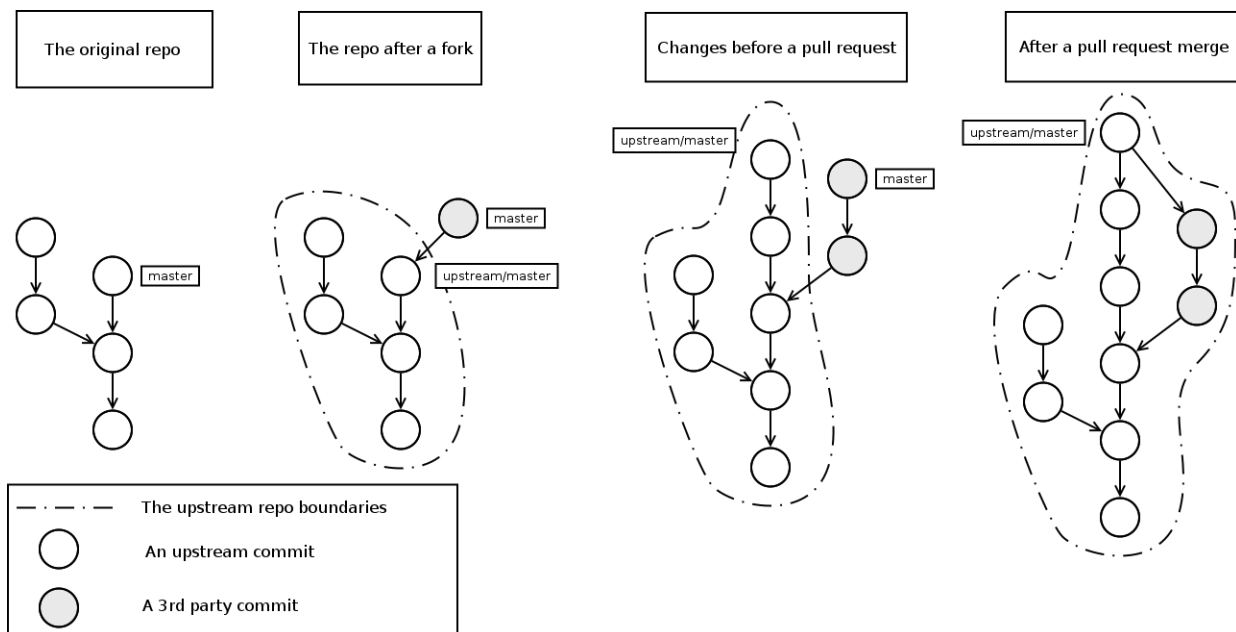 The original repo
The repo after a fork
Changes before a pull request
After a pull request merge
master
master
upstream/master
upstream/master
master
upstream/master
The upstream repo boundaries
An upstream commit
A 3rd party commit